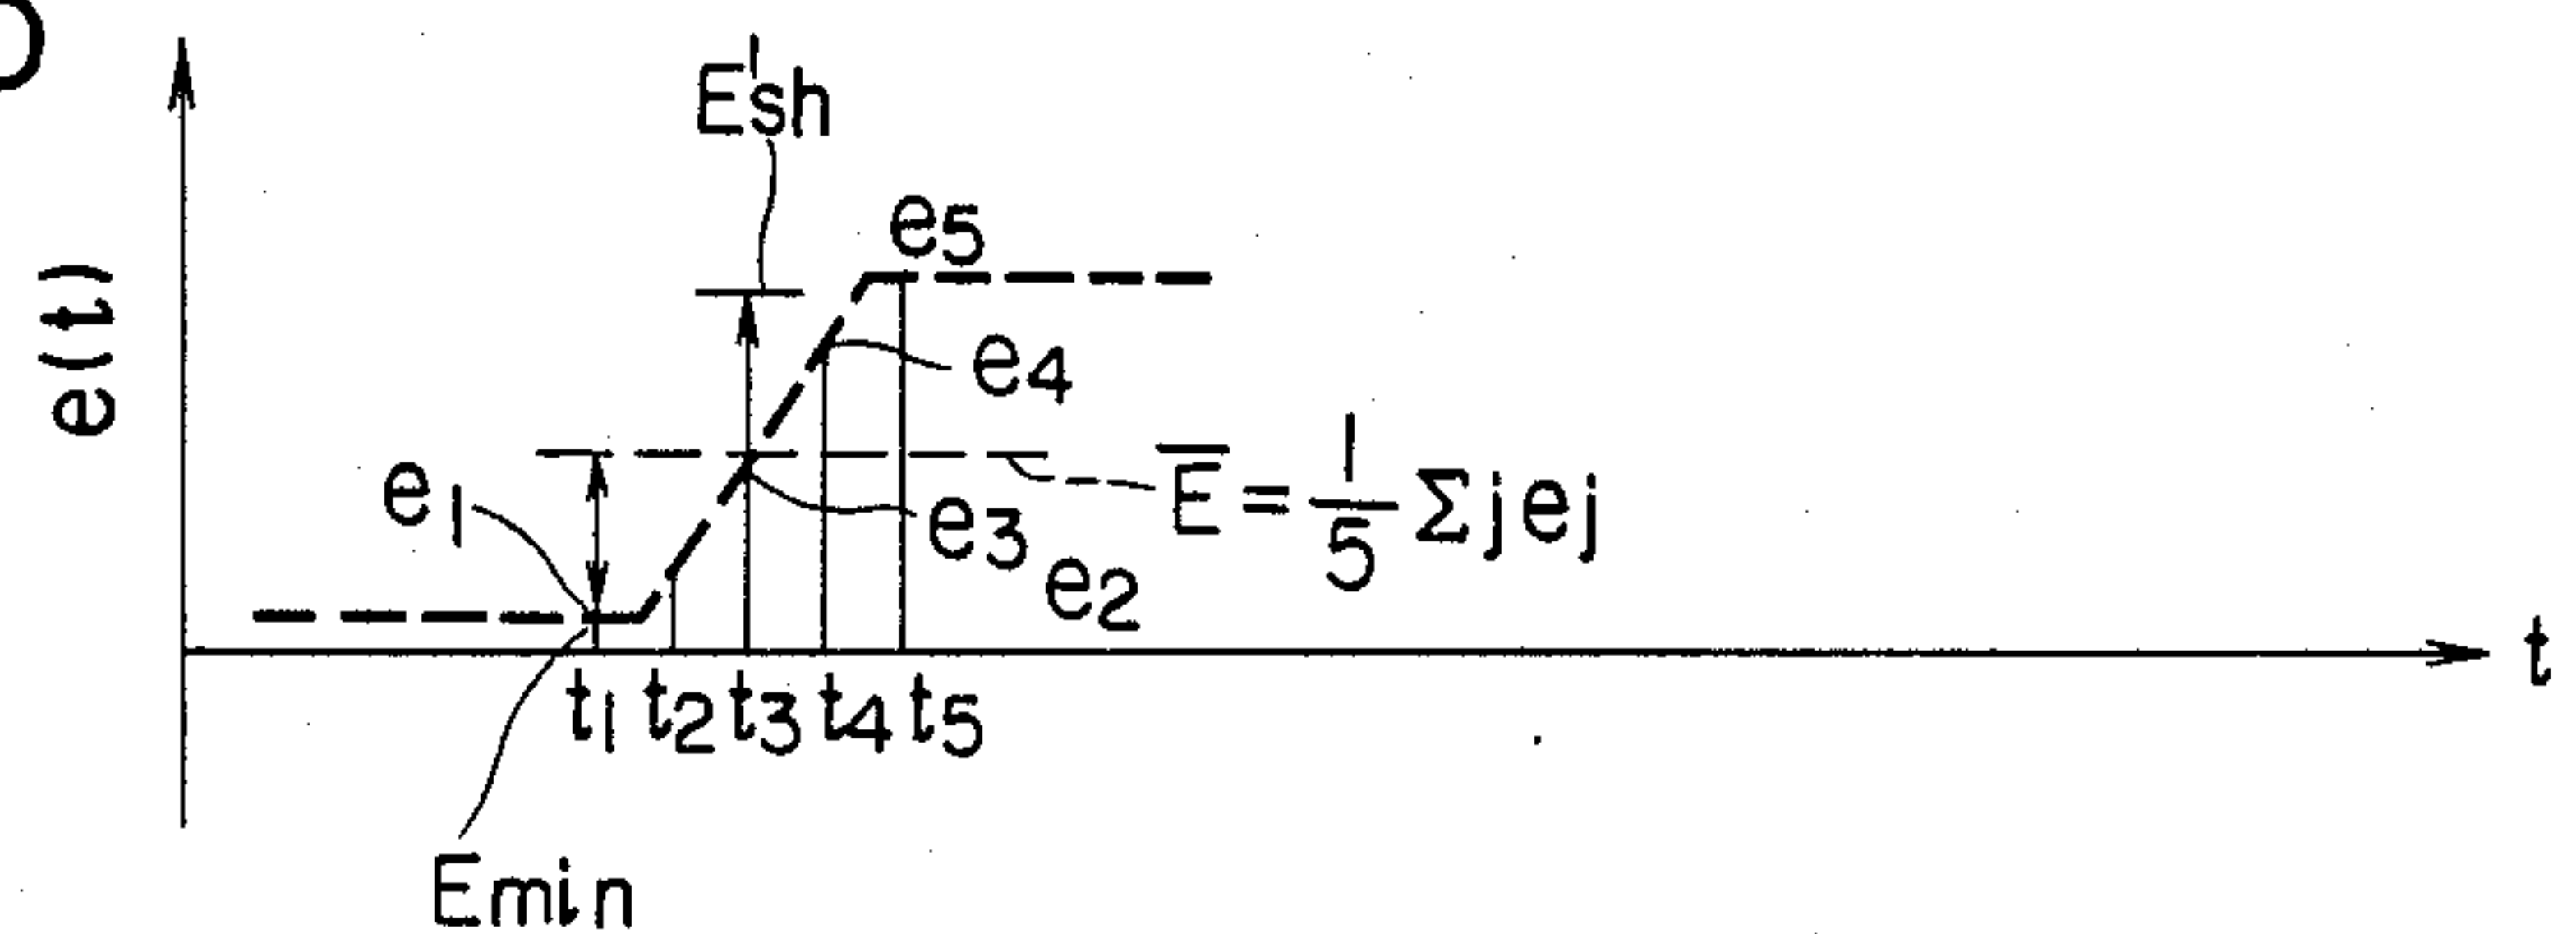 E'sh
e(t)
e5
e4
e1
E̅ = 1/5 Σj ej
e3
e2
t
t1 t2 t3 t4 t5
Emin